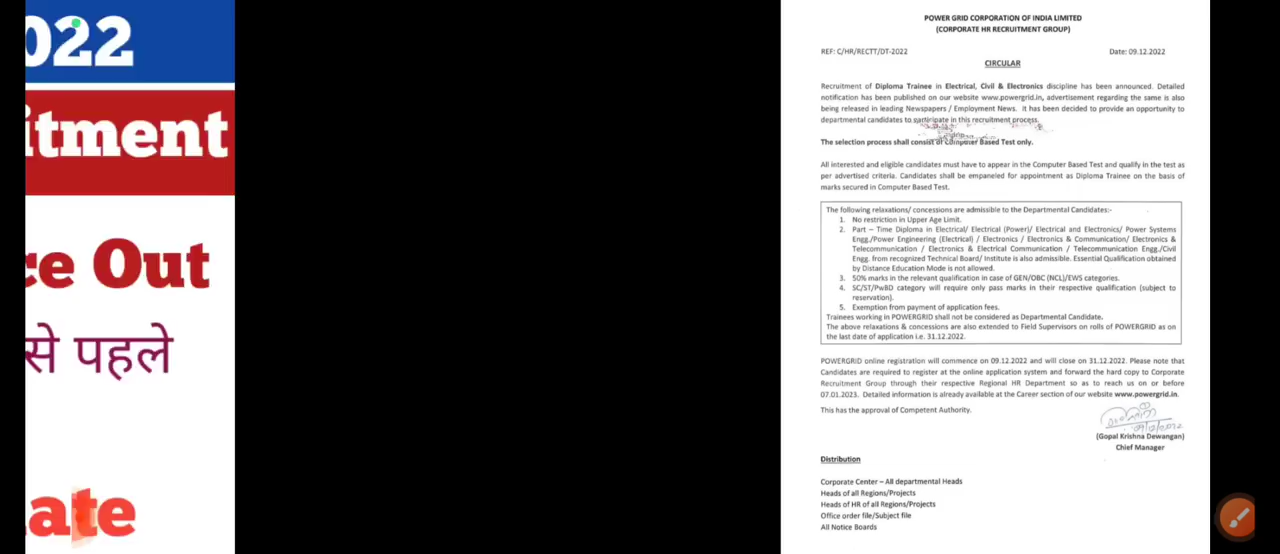 022
itment
ce Out
से पहले
ate
POWER GRID CORPORATION OF INDIA LIMITED
(CORPORATE HR RECRUITMENT GROUP)
REF: C/HR/RECTT/DT-2022 Date: 09.12.2022
CIRCULAR
Recruitment of Diploma Trainee in Electrical, Civil & Electronics discipline has been announced. Detailed
notification has been published on our website www.powergrid.in, advertisement regarding the same is also
being released in leading Newspapers / Employment News. It has been decided to provide an opportunity to
departmental candidates to participate in this recruitment process.
The selection process shall consist of Computer Based Test only.
All interested and eligible candidates must have to appear in the Computer Based Test and qualify in the test as
per advertised criteria. Candidates shall be empaneled for appointment as Diploma Trainee on the basis of
marks secured in Computer Based Test.
The following relaxations/ concessions are admissible to the Departmental Candidates:-
1. No restriction in Upper Age Limit.
2. Part – Time Diploma in Electrical/ Electrical (Power)/ Electrical and Electronics/ Power Systems
Engg./Power Engineering (Electrical) / Electronics / Electronics & Communication/ Electronics &
Telecommunication / Electronics & Electrical Communication / Telecommunication Engg./Civil
Engg. from recognized Technical Board/ Institute is also admissible. Essential Qualification obtained
by Distance Education Mode is not allowed.
3. 50% marks in the relevant qualification in case of GEN/OBC (NCL)/EWS categories.
4. SC/ST/PwBD category will require only pass marks in their respective qualification (subject to
reservation).
5. Exemption from payment of application fees.
Trainees working in POWERGRID shall not be considered as Departmental Candidate.
The above relaxations & concessions are also extended to Field Supervisors on rolls of POWERGRID as on
the last date of application i.e. 31.12.2022.
POWERGRID online registration will commence on 09.12.2022 and will close on 31.12.2022. Please note that
Candidates are required to register at the online application system and forward the hard copy to Corporate
Recruitment Group through their respective Regional HR Department so as to reach us on or before
07.01.2023. Detailed information is already available at the Career section of our website www.powergrid.in.
This has the approval of Competent Authority.
(Gopal Krishna Dewangan)
Chief Manager
Distribution
Corporate Center – All departmental Heads
Heads of all Regions/Projects
Heads of HR of all Regions/Projects
Office order file/Subject file
All Notice Boards